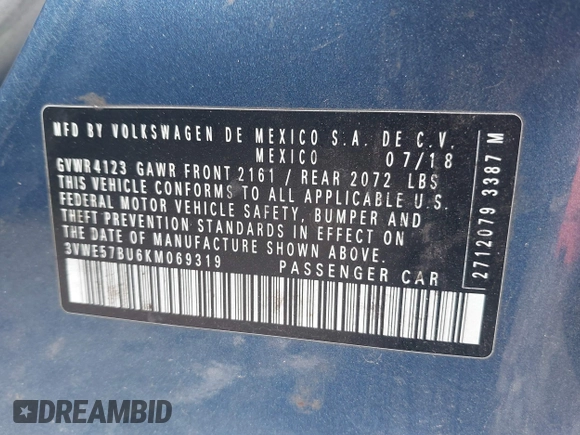 MFD BY VOLKSWAGEN DE MEXICO S.A. DE C.V.
MEXICO 07/18
GVWR4123 GAWR FRONT 2161 / REAR 2072 LBS
THIS VEHICLE CONFORMS TO ALL APPLICABLE U.S.
FEDERAL MOTOR VEHICLE SAFETY, BUMPER AND
THEFT PREVENTION STANDARDS IN EFFECT ON
THE DATE OF MANUFACTURE SHOWN ABOVE.
3VWE57BU6KM069319 PASSENGER CAR
2712079 3387 M
DREAMBID